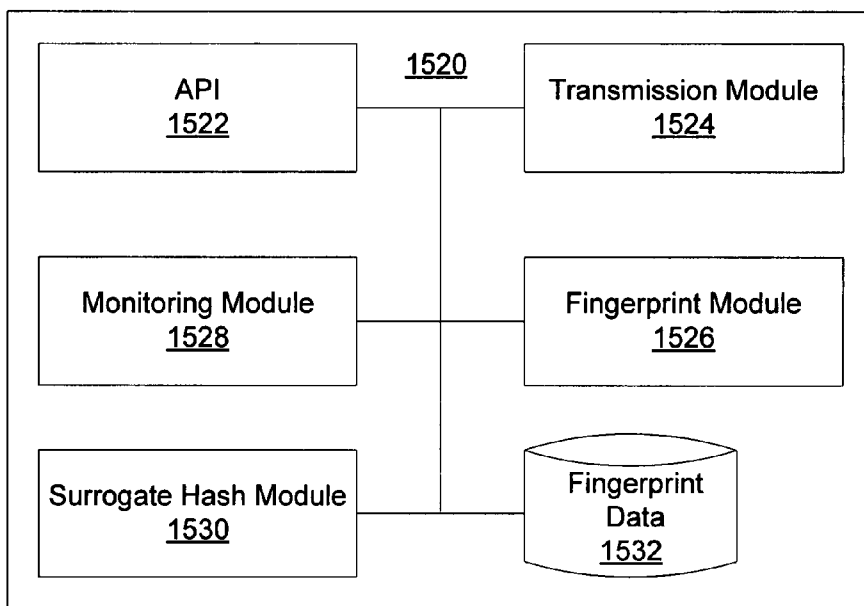 API
1522
1520
Transmission Module
1524
Monitoring Module
1528
Fingerprint Module
1526
Surrogate Hash Module
1530
Fingerprint
Data
1532